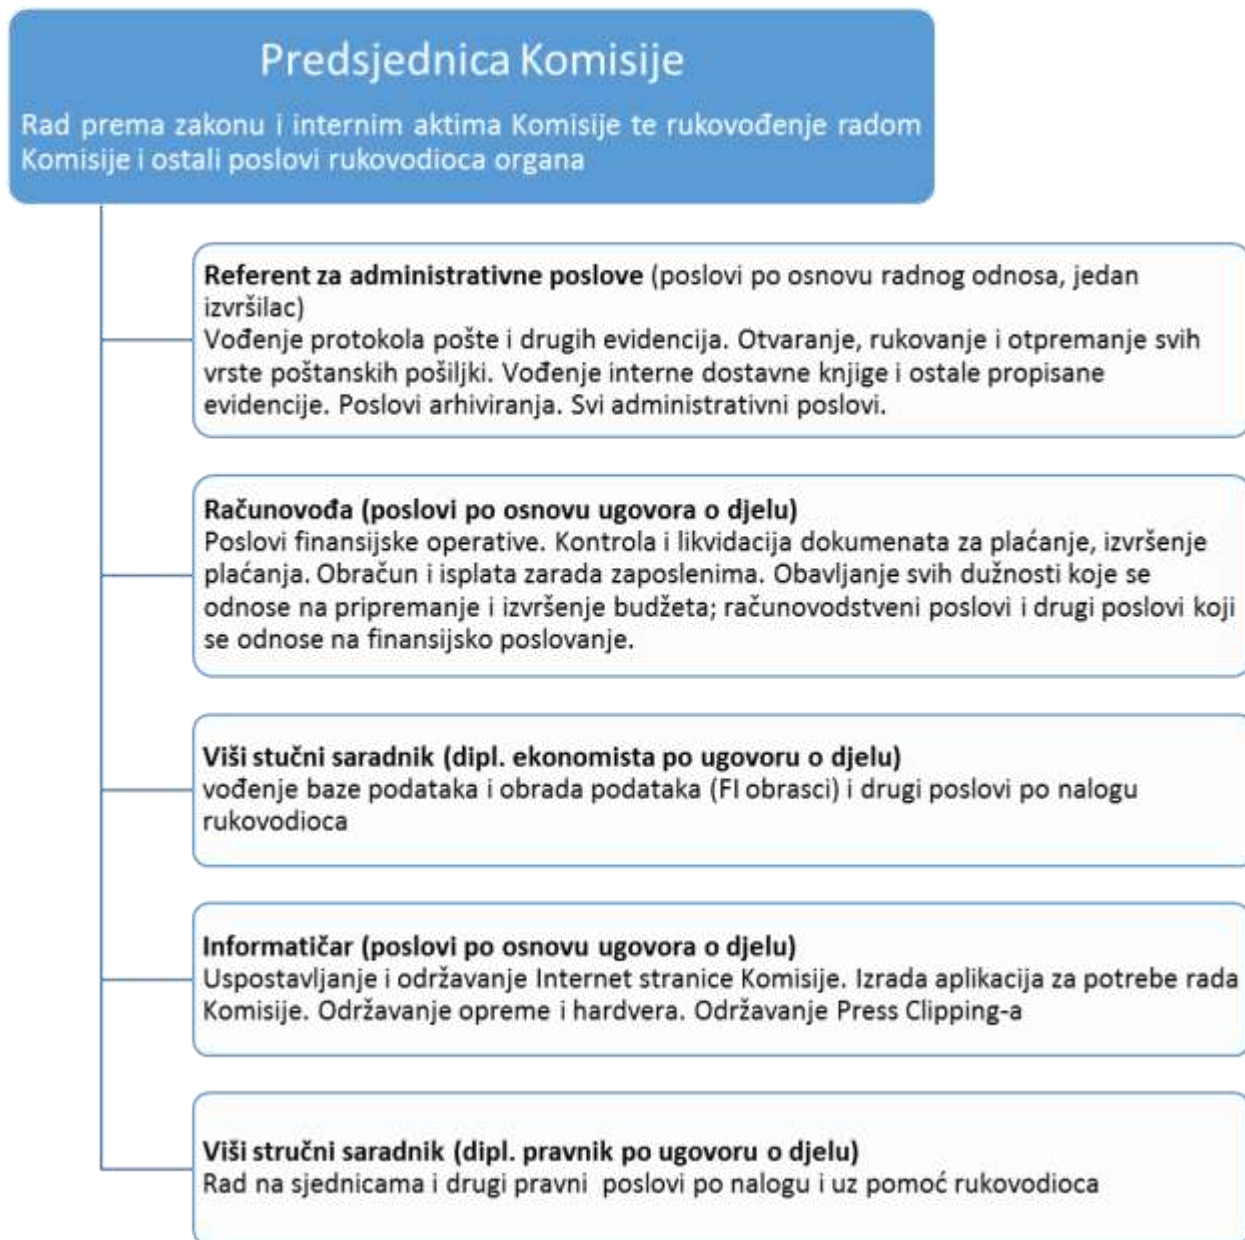 Predsjednica Komisije
Rad prema zakonu i internim aktima Komisije te rukovođenje radom
Komisije i ostali poslovi rukovodioca organa
Referent za administrativne poslove (poslovi po osnovu radnog odnosa, jedan
izvršilac)
Vođenje protokola pošte i drugih evidencija. Otvaranje, rukovanje i otpremanje svih
vrste poštanskih pošiljki. Vođenje interne dostavne knjige i ostale propisane
evidencije. Poslovi arhiviranja. Svi administrativni poslovi.
Računovođa (poslovi po osnovu ugovora o djelu)
Poslovi finansijske operative. Kontrola i likvidacija dokumenata za plaćanje, izvršenje
plaćanja. Obračun i isplata zarada zaposlenima. Obavljanje svih dužnosti koje se
odnose na pripremanje i izvršenje budžeta; računovodstveni poslovi i drugi poslovi koji
se odnose na finansijsko poslovanje.
Viši stučni saradnik (dipl. ekonomista po ugovoru o djelu)
vođenje baze podataka i obrada podataka (FI obrasci) i drugi poslovi po nalogu
rukovodioca
Informatičar (poslovi po osnovu ugovora o djelu)
Uspostavljanje i održavanje Internet stranice Komisije. Izrada aplikacija za potrebe rada
Komisije. Održavanje opreme i hardvera. Održavanje Press Clipping-a
Viši stručni saradnik (dipl. pravnik po ugovoru o djelu)
Rad na sjednicama i drugi pravni  poslovi po nalogu i uz pomoć rukovodioca